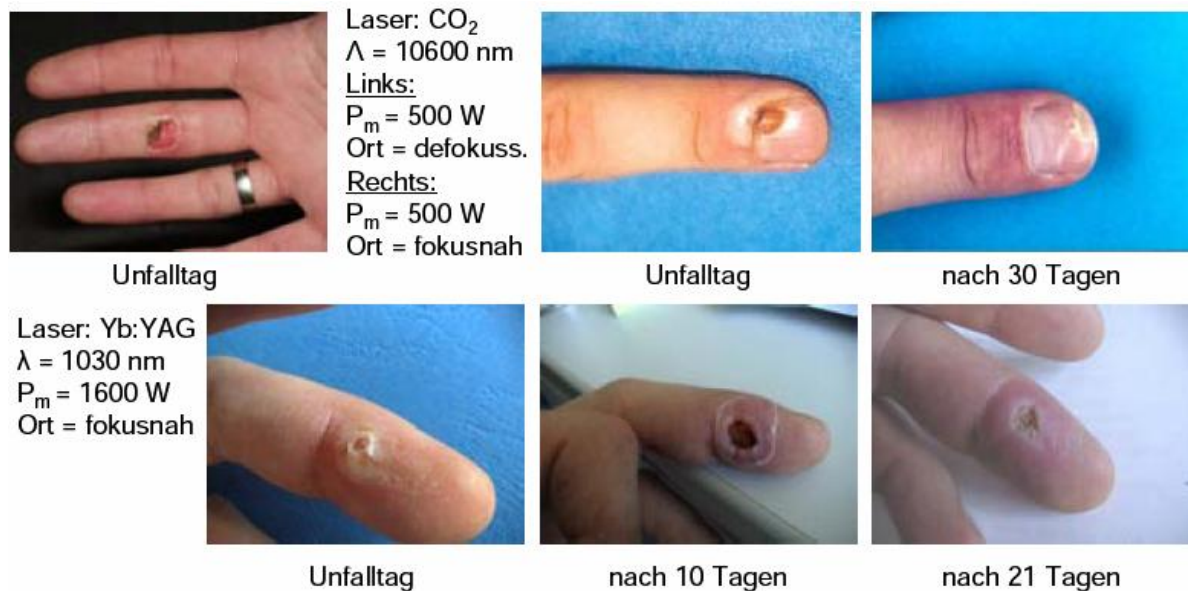 Laser: CO₂
Λ = 10600 nm
Links:
Pₘ = 500 W
Ort = defokuss.
Rechts:
Pₘ = 500 W
Ort = fokusnah
Unfalltag
Unfalltag
nach 30 Tagen
Laser: Yb:YAG
λ = 1030 nm
Pₘ = 1600 W
Ort = fokusnah
Unfalltag
nach 10 Tagen
nach 21 Tagen